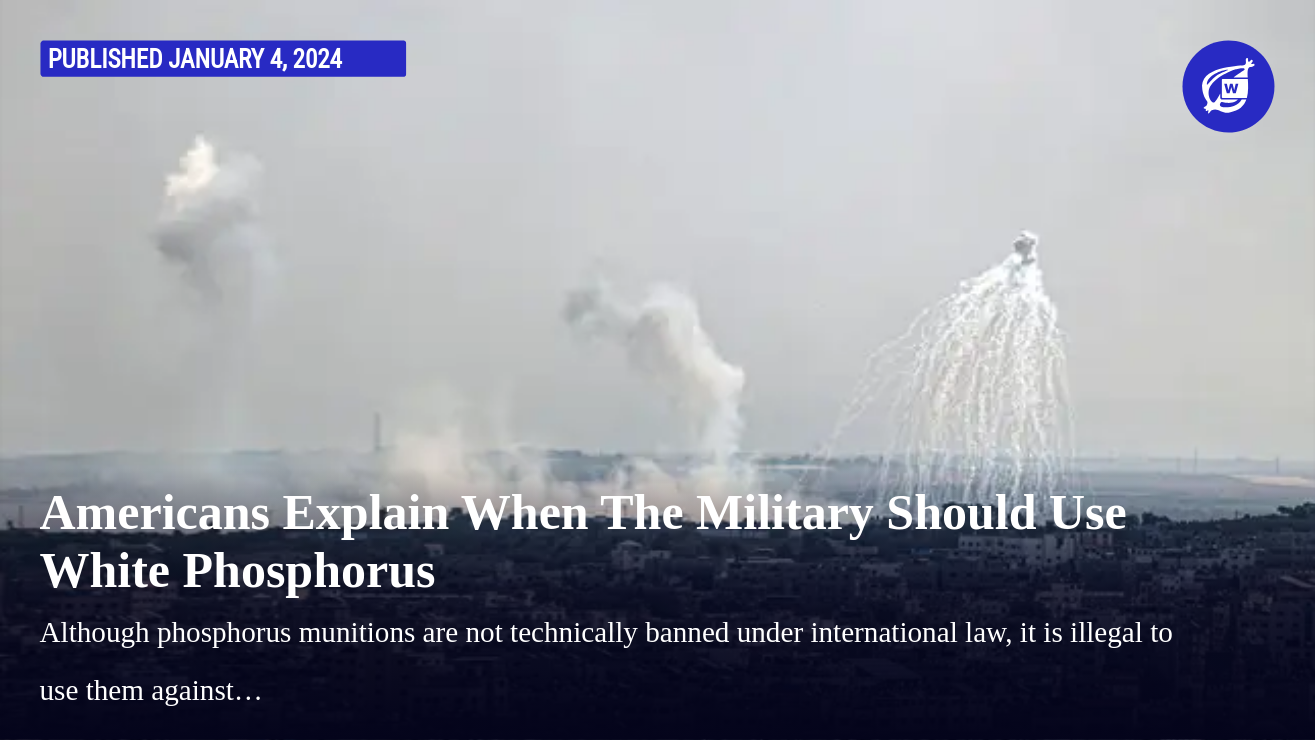 PUBLISHED JANUARY 4, 2024
W
Americans Explain When The Military Should Use
White Phosphorus
Although phosphorus munitions are not technically banned under international law, it is illegal to
use them against…